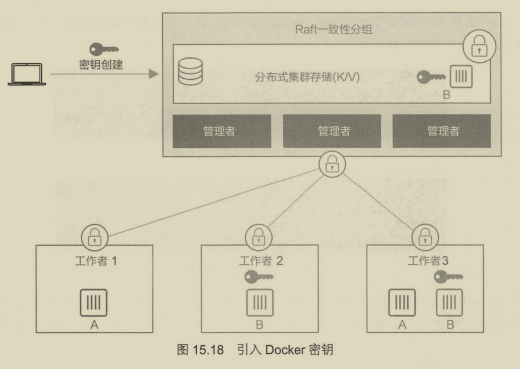 Raft一致性分组
密钥创建
分布式集群存储(K/V)
B
管理者 管理者 管理者
工作者 1 工作者 2 工作者3
A B A B
图 15.18 引入 Docker 密钥